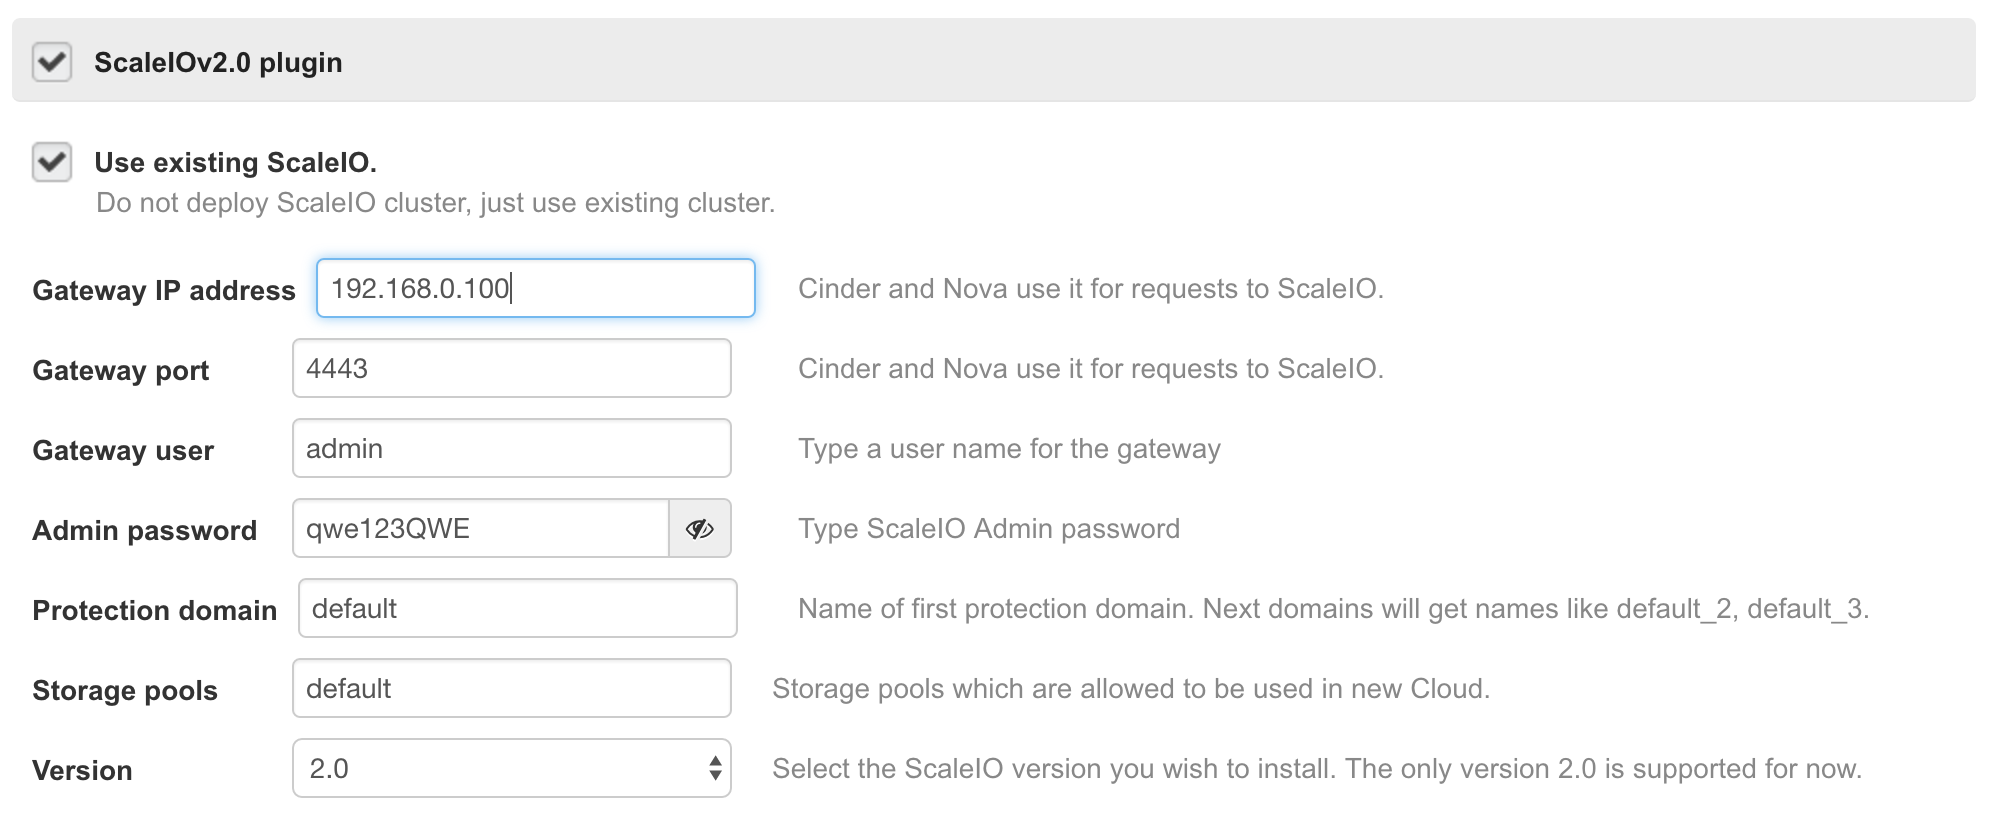 ScaleIOv2.0 plugin
Use existing ScaleIO.
Do not deploy ScaleIO cluster, just use existing cluster.
Gateway IP address 192.168.0.100 Cinder and Nova use it for requests to ScaleIO.
Gateway port 4443 Cinder and Nova use it for requests to ScaleIO.
Gateway user admin Type a user name for the gateway
Admin password qwe123QWE Type ScaleIO Admin password
Protection domain default Name of first protection domain. Next domains will get names like default_2, default_3.
Storage pools default Storage pools which are allowed to be used in new Cloud.
Version 2.0 Select the ScaleIO version you wish to install. The only version 2.0 is supported for now.